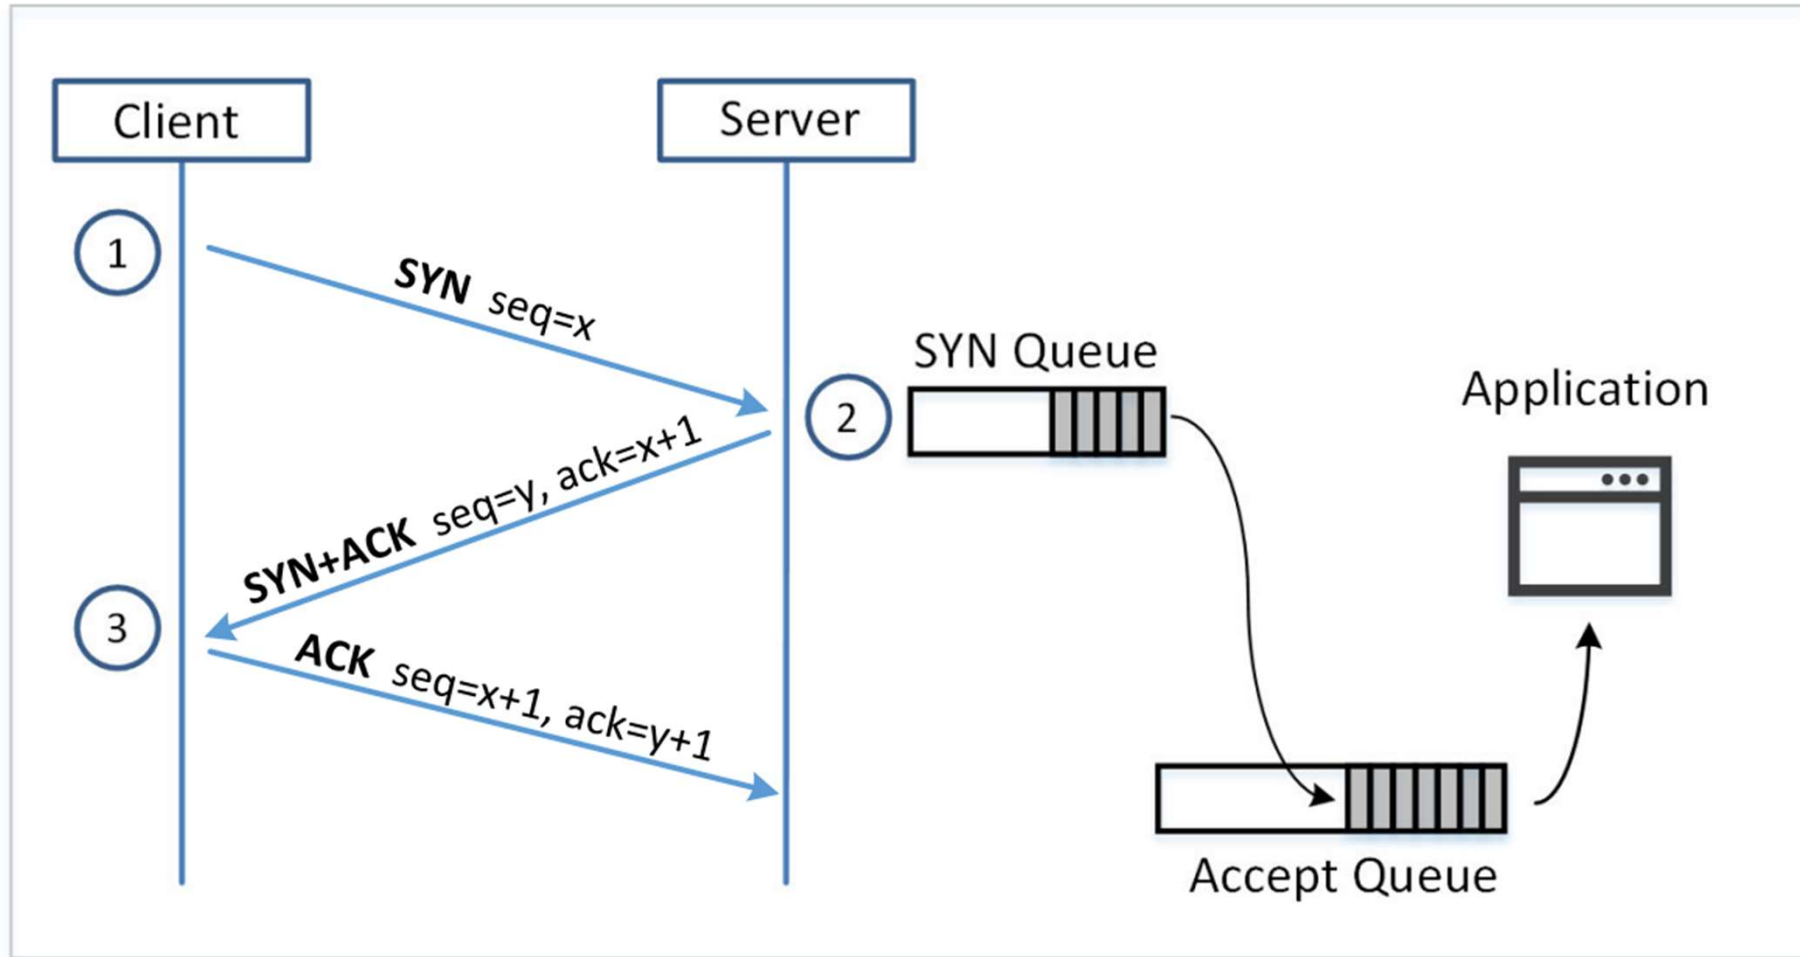 Client
Server
1
SYN seq=x
SYN Queue
2
Application
SYN+ACK seq=y, ack=x+1
3
ACK seq=x+1, ack=y+1
Accept Queue